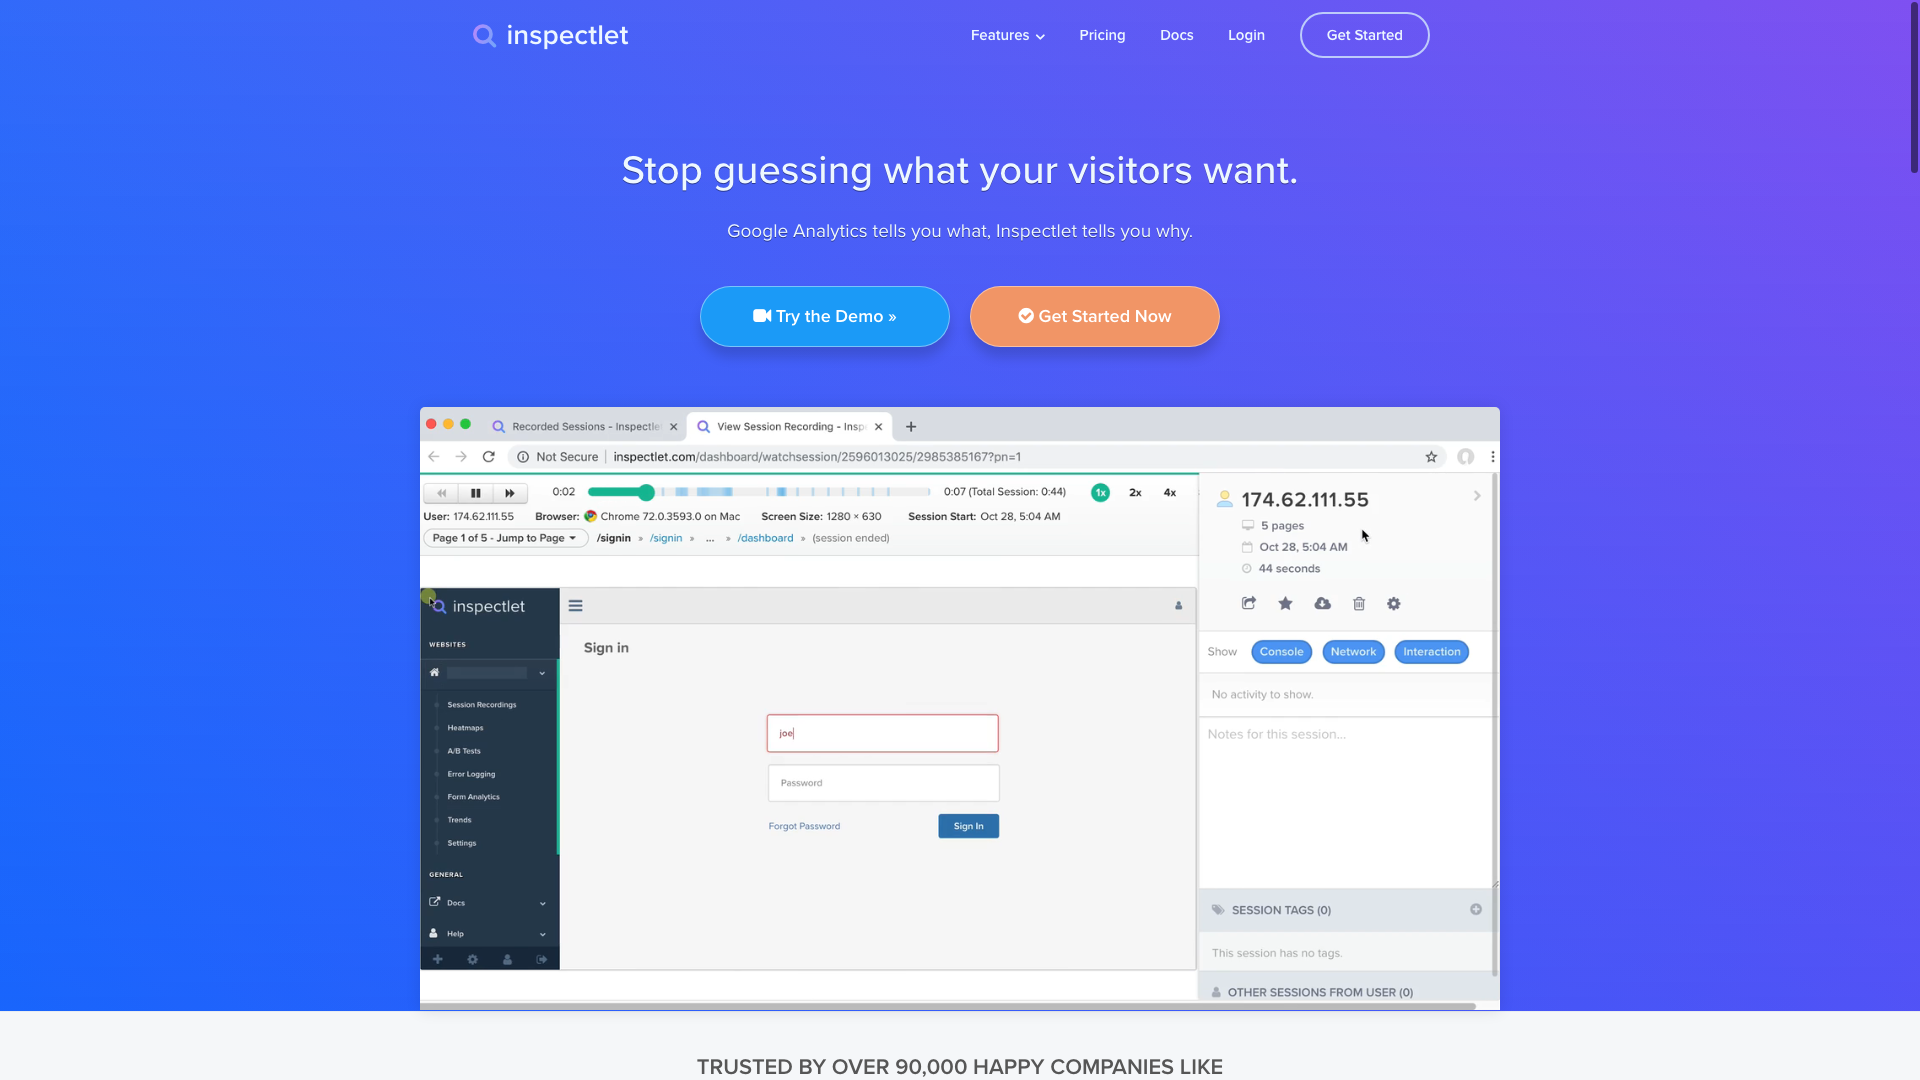 inspectlet
Features
Pricing
Docs
Login
Get Started
Stop guessing what your visitors want.
Google Analytics tells you what, Inspectlet tells you why.
Try the Demo »
Get Started Now
Recorded Sessions - Inspectle
View Session Recording - Insp
Not Secure | inspectlet.com/dashboard/watchsession/2596013025/2985385167?pn=1
0:02
0:07 (Total Session: 0:44)
1x
2x
4x
User: 174.62.111.55
Browser: Chrome 72.0.3593.0 on Mac
Screen Size: 1280 × 630
Session Start: Oct 28, 5:04 AM
Page 1 of 5 - Jump to Page
/signin » /signin » ... » /dashboard » (session ended)
174.62.111.55
5 pages
Oct 28, 5:04 AM
44 seconds
Show
Console
Network
Interaction
No activity to show.
Notes for this session...
SESSION TAGS (0)
This session has no tags.
OTHER SESSIONS FROM USER (0)
inspectlet
WEBSITES
Session Recordings
Heatmaps
A/B Tests
Error Logging
Form Analytics
Trends
Settings
GENERAL
Docs
Help
Sign in
joe
Password
Forgot Password
Sign In
TRUSTED BY OVER 90,000 HAPPY COMPANIES LIKE